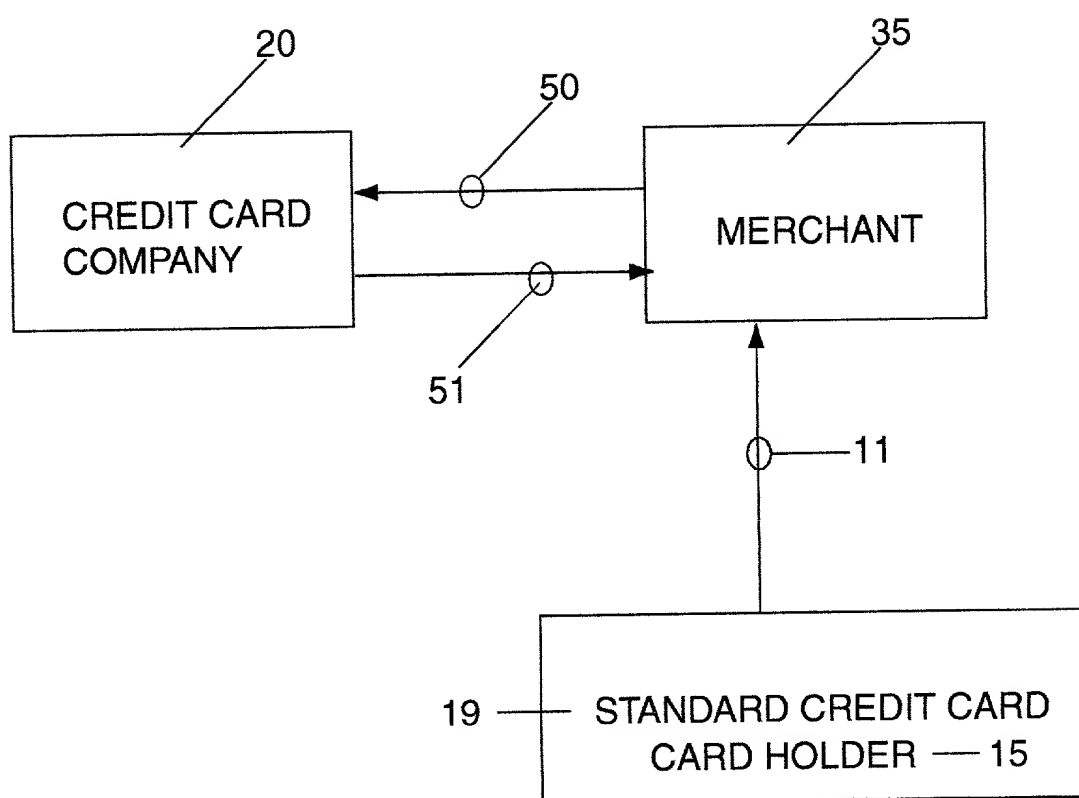 20
35
50
CREDIT CARD
COMPANY
MERCHANT
51
11
19
STANDARD CREDIT CARD
CARD HOLDER
15